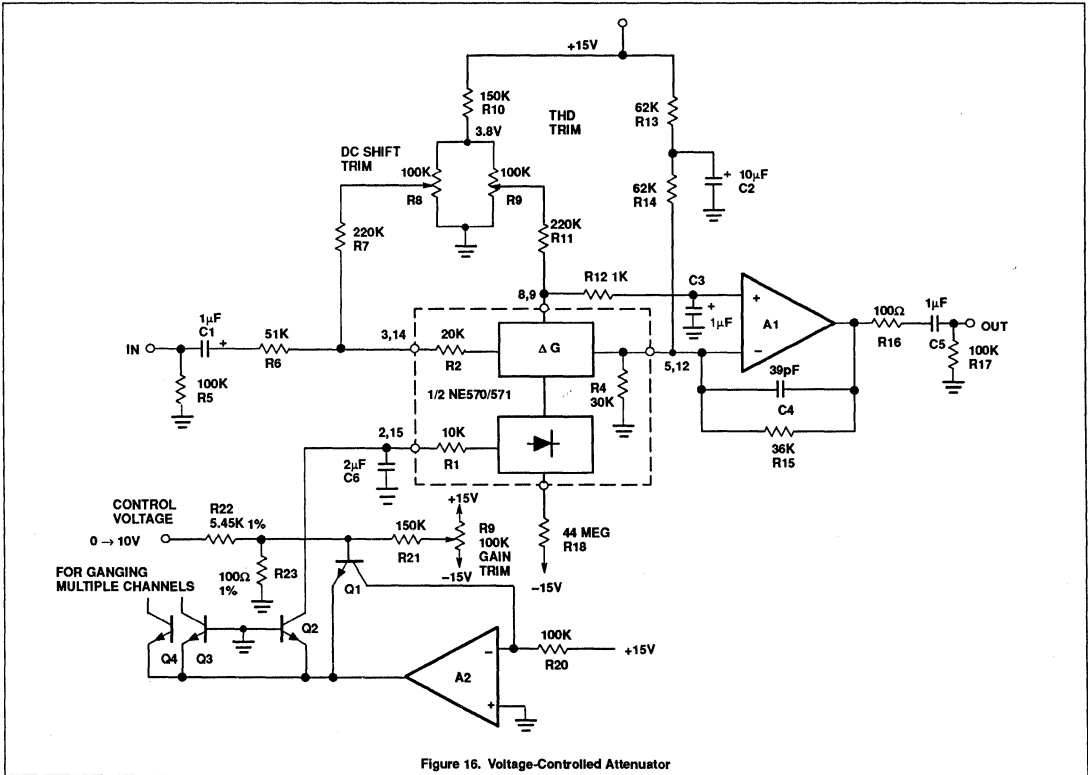 +15V
150K
R10
THD
TRIM
62K
R13
3.8V
DC SHIFT
TRIM
100K
R8
100K
R9
62K
R14
+ 10µF
C2
220K
R7
220K
R11
R12 1K
C3
+
1µF
8,9
+
A1
−
1µF
C1
+
51K
R6
3,14
20K
R2
ΔG
5,12
100Ω
R16
1µF
C5
OUT
100K
R17
IN
100K
R5
1/2 NE570/571
R4
30K
39pF
C4
36K
R15
2,15
10K
R1
2µF
C6
CONTROL
VOLTAGE
0 → 10V
R22
5.45K 1%
150K
R21
+15V
R9
100K
GAIN
TRIM
−15V
44 MEG
R18
−15V
FOR GANGING
MULTIPLE CHANNELS
100Ω
1%
R23
Q1
Q4
Q3
Q2
A2
−
+
100K
R20
+15V
Figure 16. Voltage-Controlled Attenuator